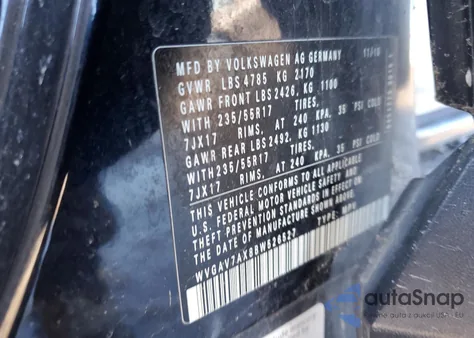 MFD BY VOLKSWAGEN AG GERMANY 11/10
GVWR LBS 4785 KG 2170
GAWR FRONT LBS 2426, KG 1100
WITH 235/55R17 TIRES,
7JX17 RIMS, AT 240 KPA, 35 PSI COLD
GAWR REAR LBS 2492, KG 1130
WITH 235/55R17 TIRES,
7JX17 RIMS, AT 240 KPA, 35 PSI COLD
THIS VEHICLE CONFORMS TO ALL APPLICABLE
U.S. FEDERAL MOTOR VEHICLE SAFETY AND
THEFT PREVENTION STANDARDS IN EFFECT ON
THE DATE OF MANUFACTURE SHOWN ABOVE
TYPE:
autaSnap